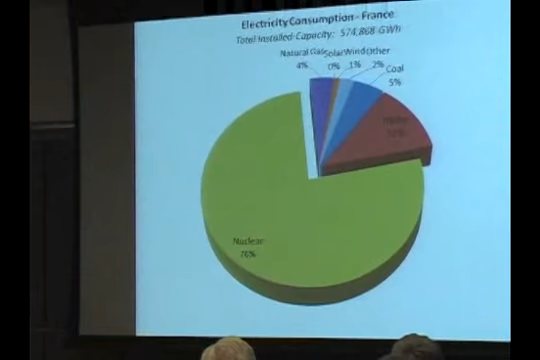 Electricity Consumption - France
Total Installed Capacity: 574,868 GWh
Natural Gas
4%
Solar
0%
Wind
1%
Other
2%
Coal
5%
Hydro
Nuclear
76%